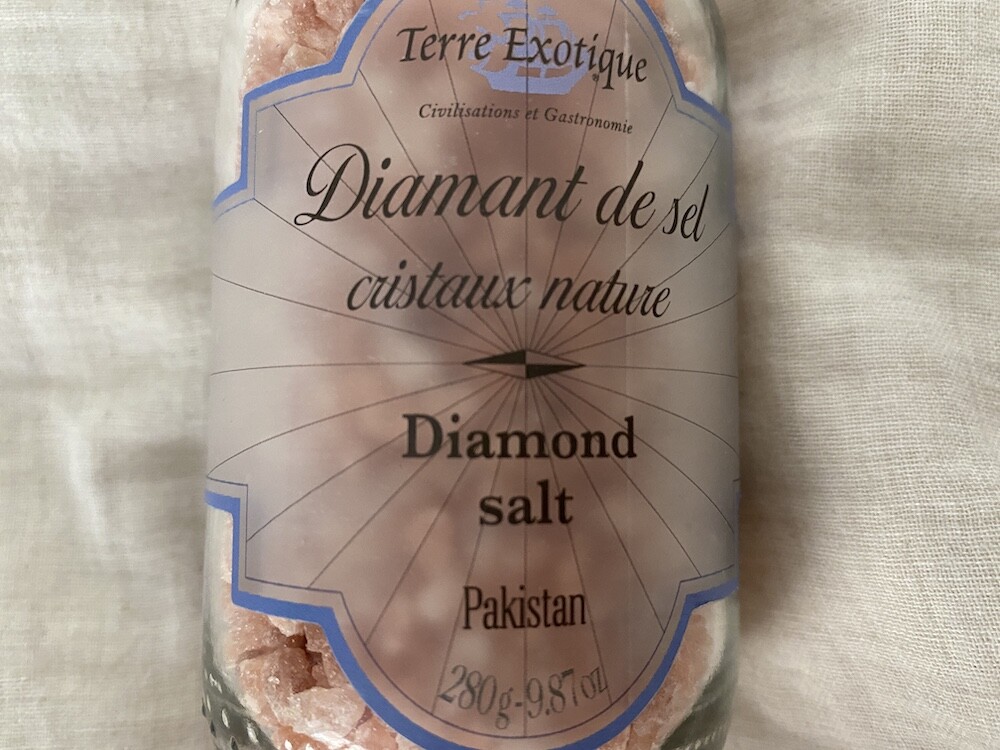 Terre Exotique
Civilisations et Gastronomie
Diamant de sel
cristaux nature
Diamond
salt
Pakistan
280g-9.87oz